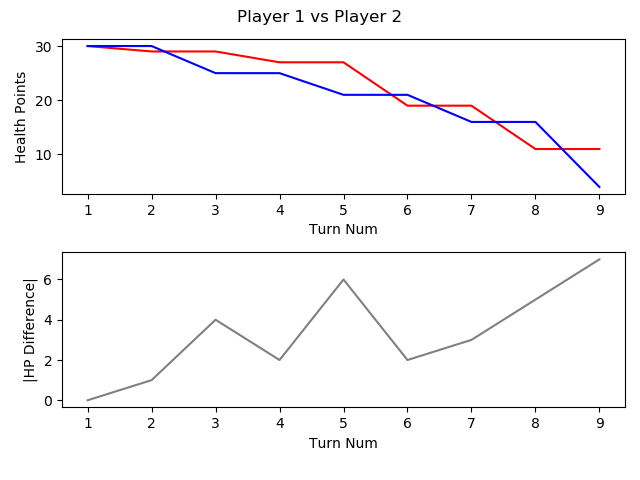 Player 1 vs Player 2
30
20
10
Health Points
1 2 3 4 5 6 7 8 9
Turn Num
6
4
2
0
|HP Difference|
1 2 3 4 5 6 7 8 9
Turn Num